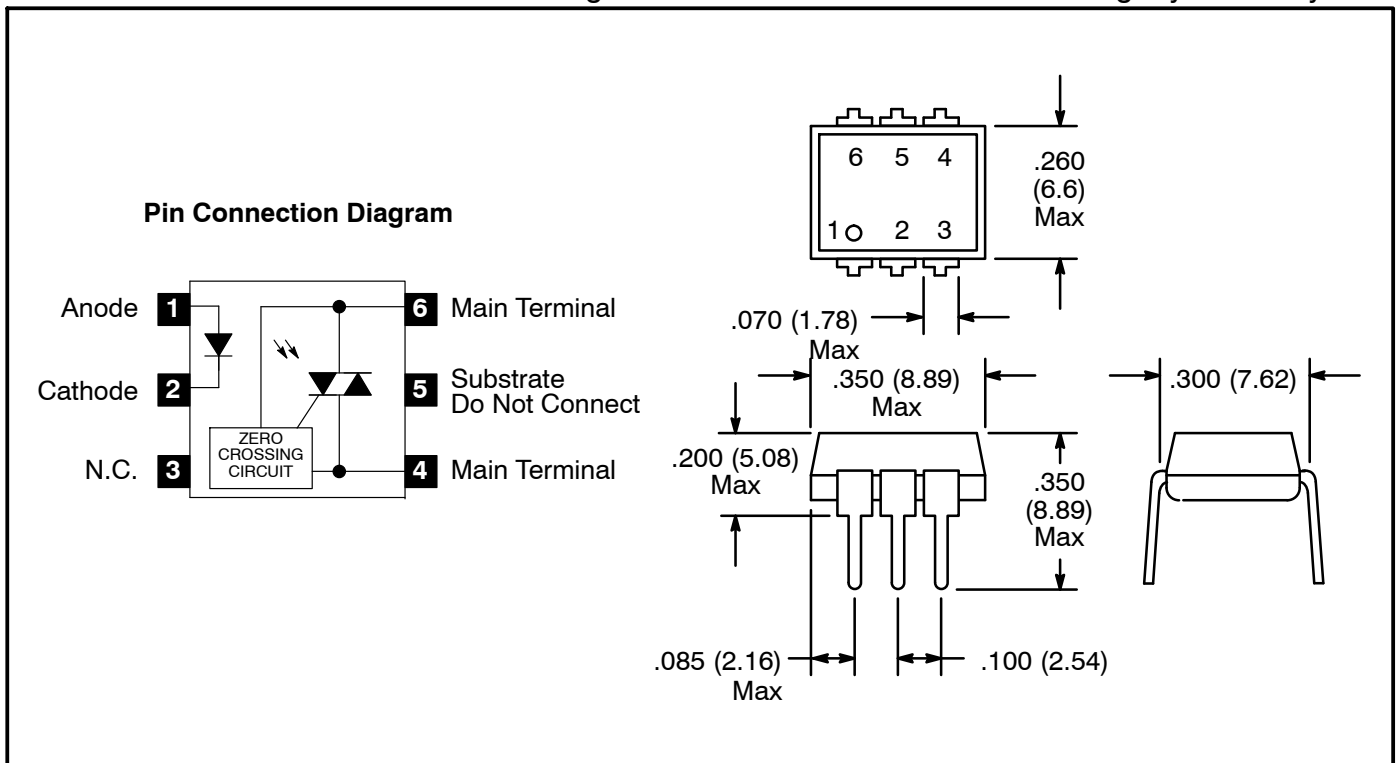 Pin Connection Diagram
Anode 1
Cathode 2
N.C. 3
6 Main Terminal
5 Substrate
Do Not Connect
4 Main Terminal
ZERO
CROSSING
CIRCUIT
6 5 4
1 2 3
.260
(6.6)
Max
.070 (1.78)
Max
.350 (8.89)
Max
.300 (7.62)
.200 (5.08)
Max
.350
(8.89)
Max
.085 (2.16)
Max
.100 (2.54)